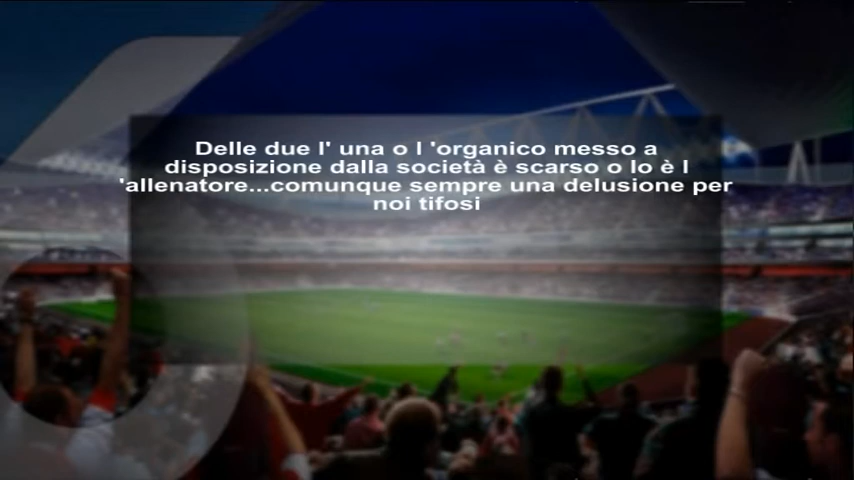 Delle due l' una o l 'organico messo a
disposizione dalla società è scarso o lo è l
'allenatore...comunque sempre una delusione per
noi tifosi